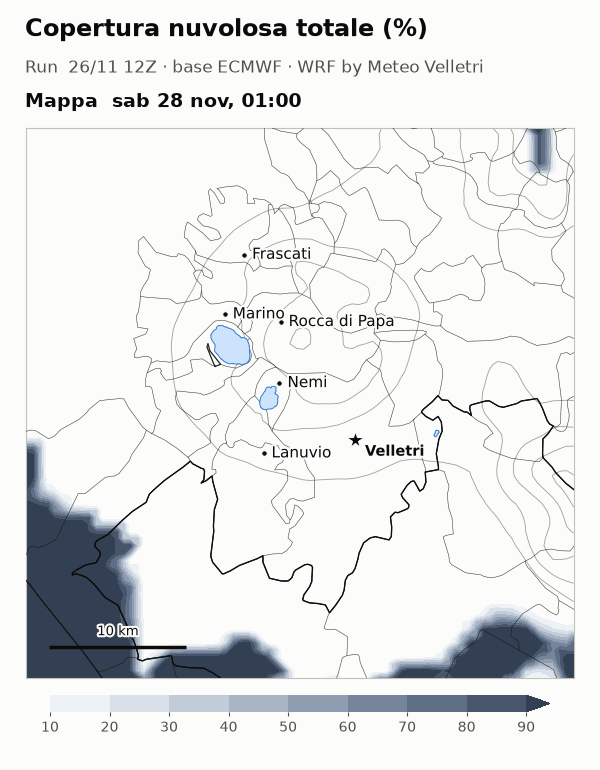 Copertura nuvolosa totale (%)
Run  26/11 12Z · base ECMWF · WRF by Meteo Velletri
Mappa  sab 28 nov, 01:00
Frascati
Marino
Rocca di Papa
Nemi
Velletri
Lanuvio
10 km
10 20 30 40 50 60 70 80 90